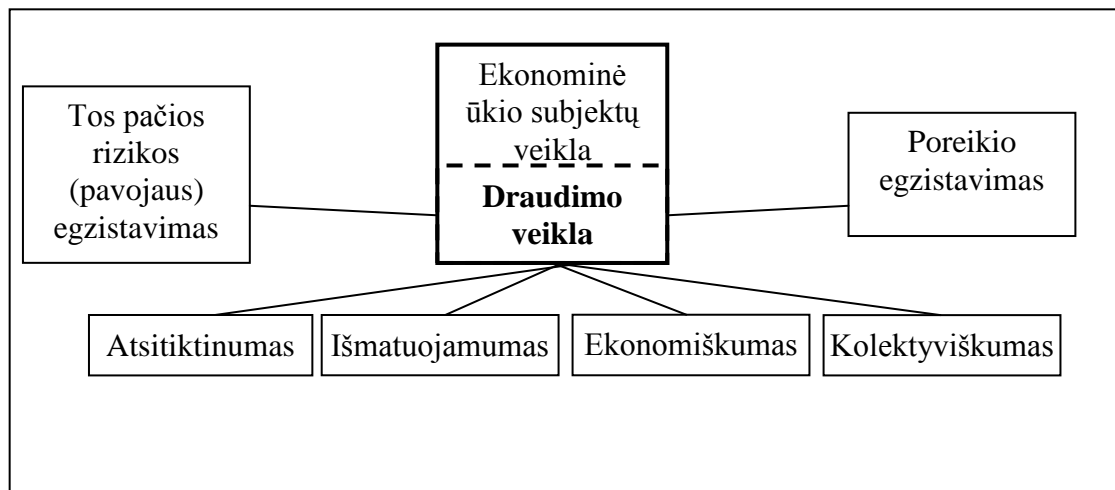 Ekonominė
ūkio subjektų
veikla
Draudimo
veikla
Tos pačios
rizikos
(pavojaus)
egzistavimas
Poreikio
egzistavimas
Atsitiktinumas
Išmatuojamumas
Ekonomiškumas
Kolektyviškumas